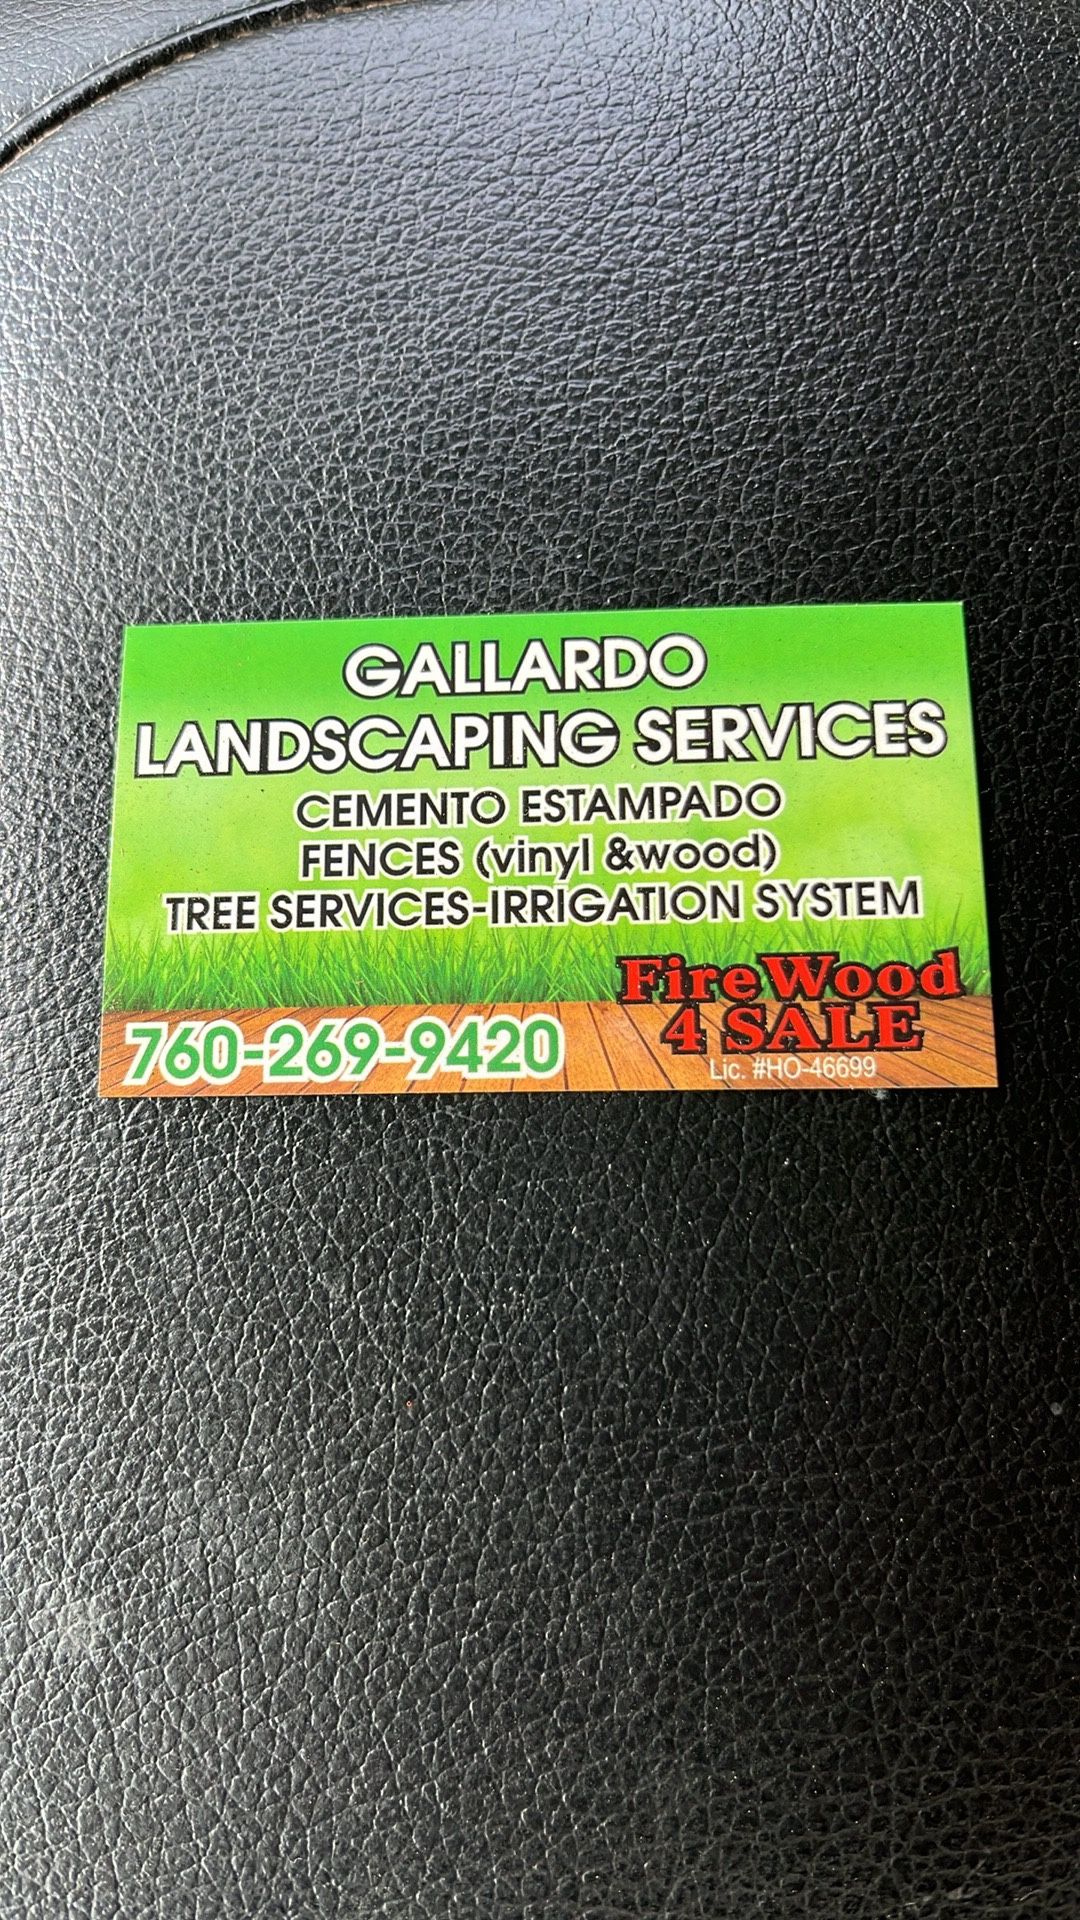 GALLARDO
LANDSCAPING SERVICES
CEMENTO ESTAMPADO
FENCES (vinyl &wood)
TREE SERVICES-IRRIGATION SYSTEM
FireWood
4 SALE
760-269-9420
Lic. #HO-46699